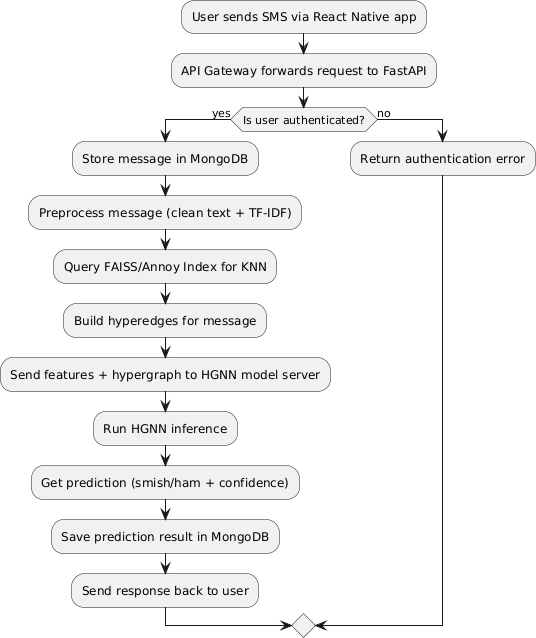 User sends SMS via React Native app
API Gateway forwards request to FastAPI
yes
Is user authenticated?
no
Store message in MongoDB
Return authentication error
Preprocess message (clean text + TF-IDF)
Query FAISS/Annoy Index for KNN
Build hyperedges for message
Send features + hypergraph to HGNN model server
Run HGNN inference
Get prediction (smish/ham + confidence)
Save prediction result in MongoDB
Send response back to user